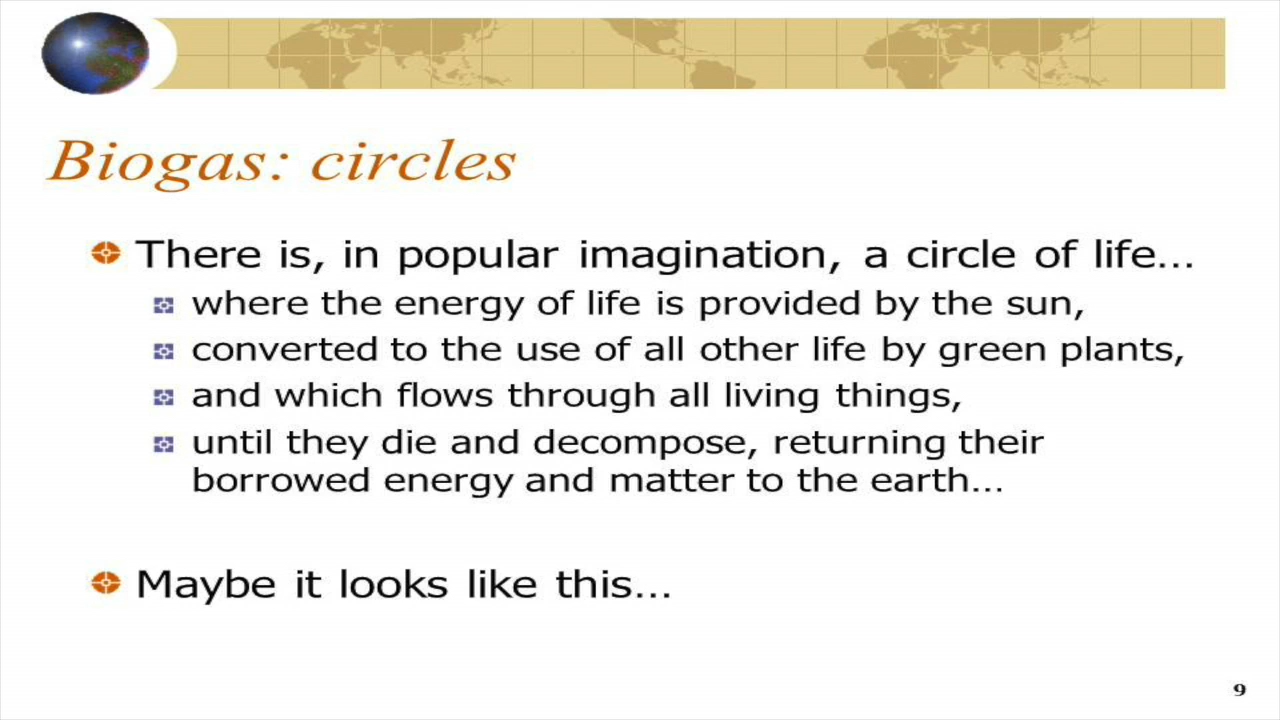 Biogas: circles
There is, in popular imagination, a circle of life...
where the energy of life is provided by the sun,
converted to the use of all other life by green plants,
and which flows through all living things,
until they die and decompose, returning their
borrowed energy and matter to the earth...
Maybe it looks like this...
9